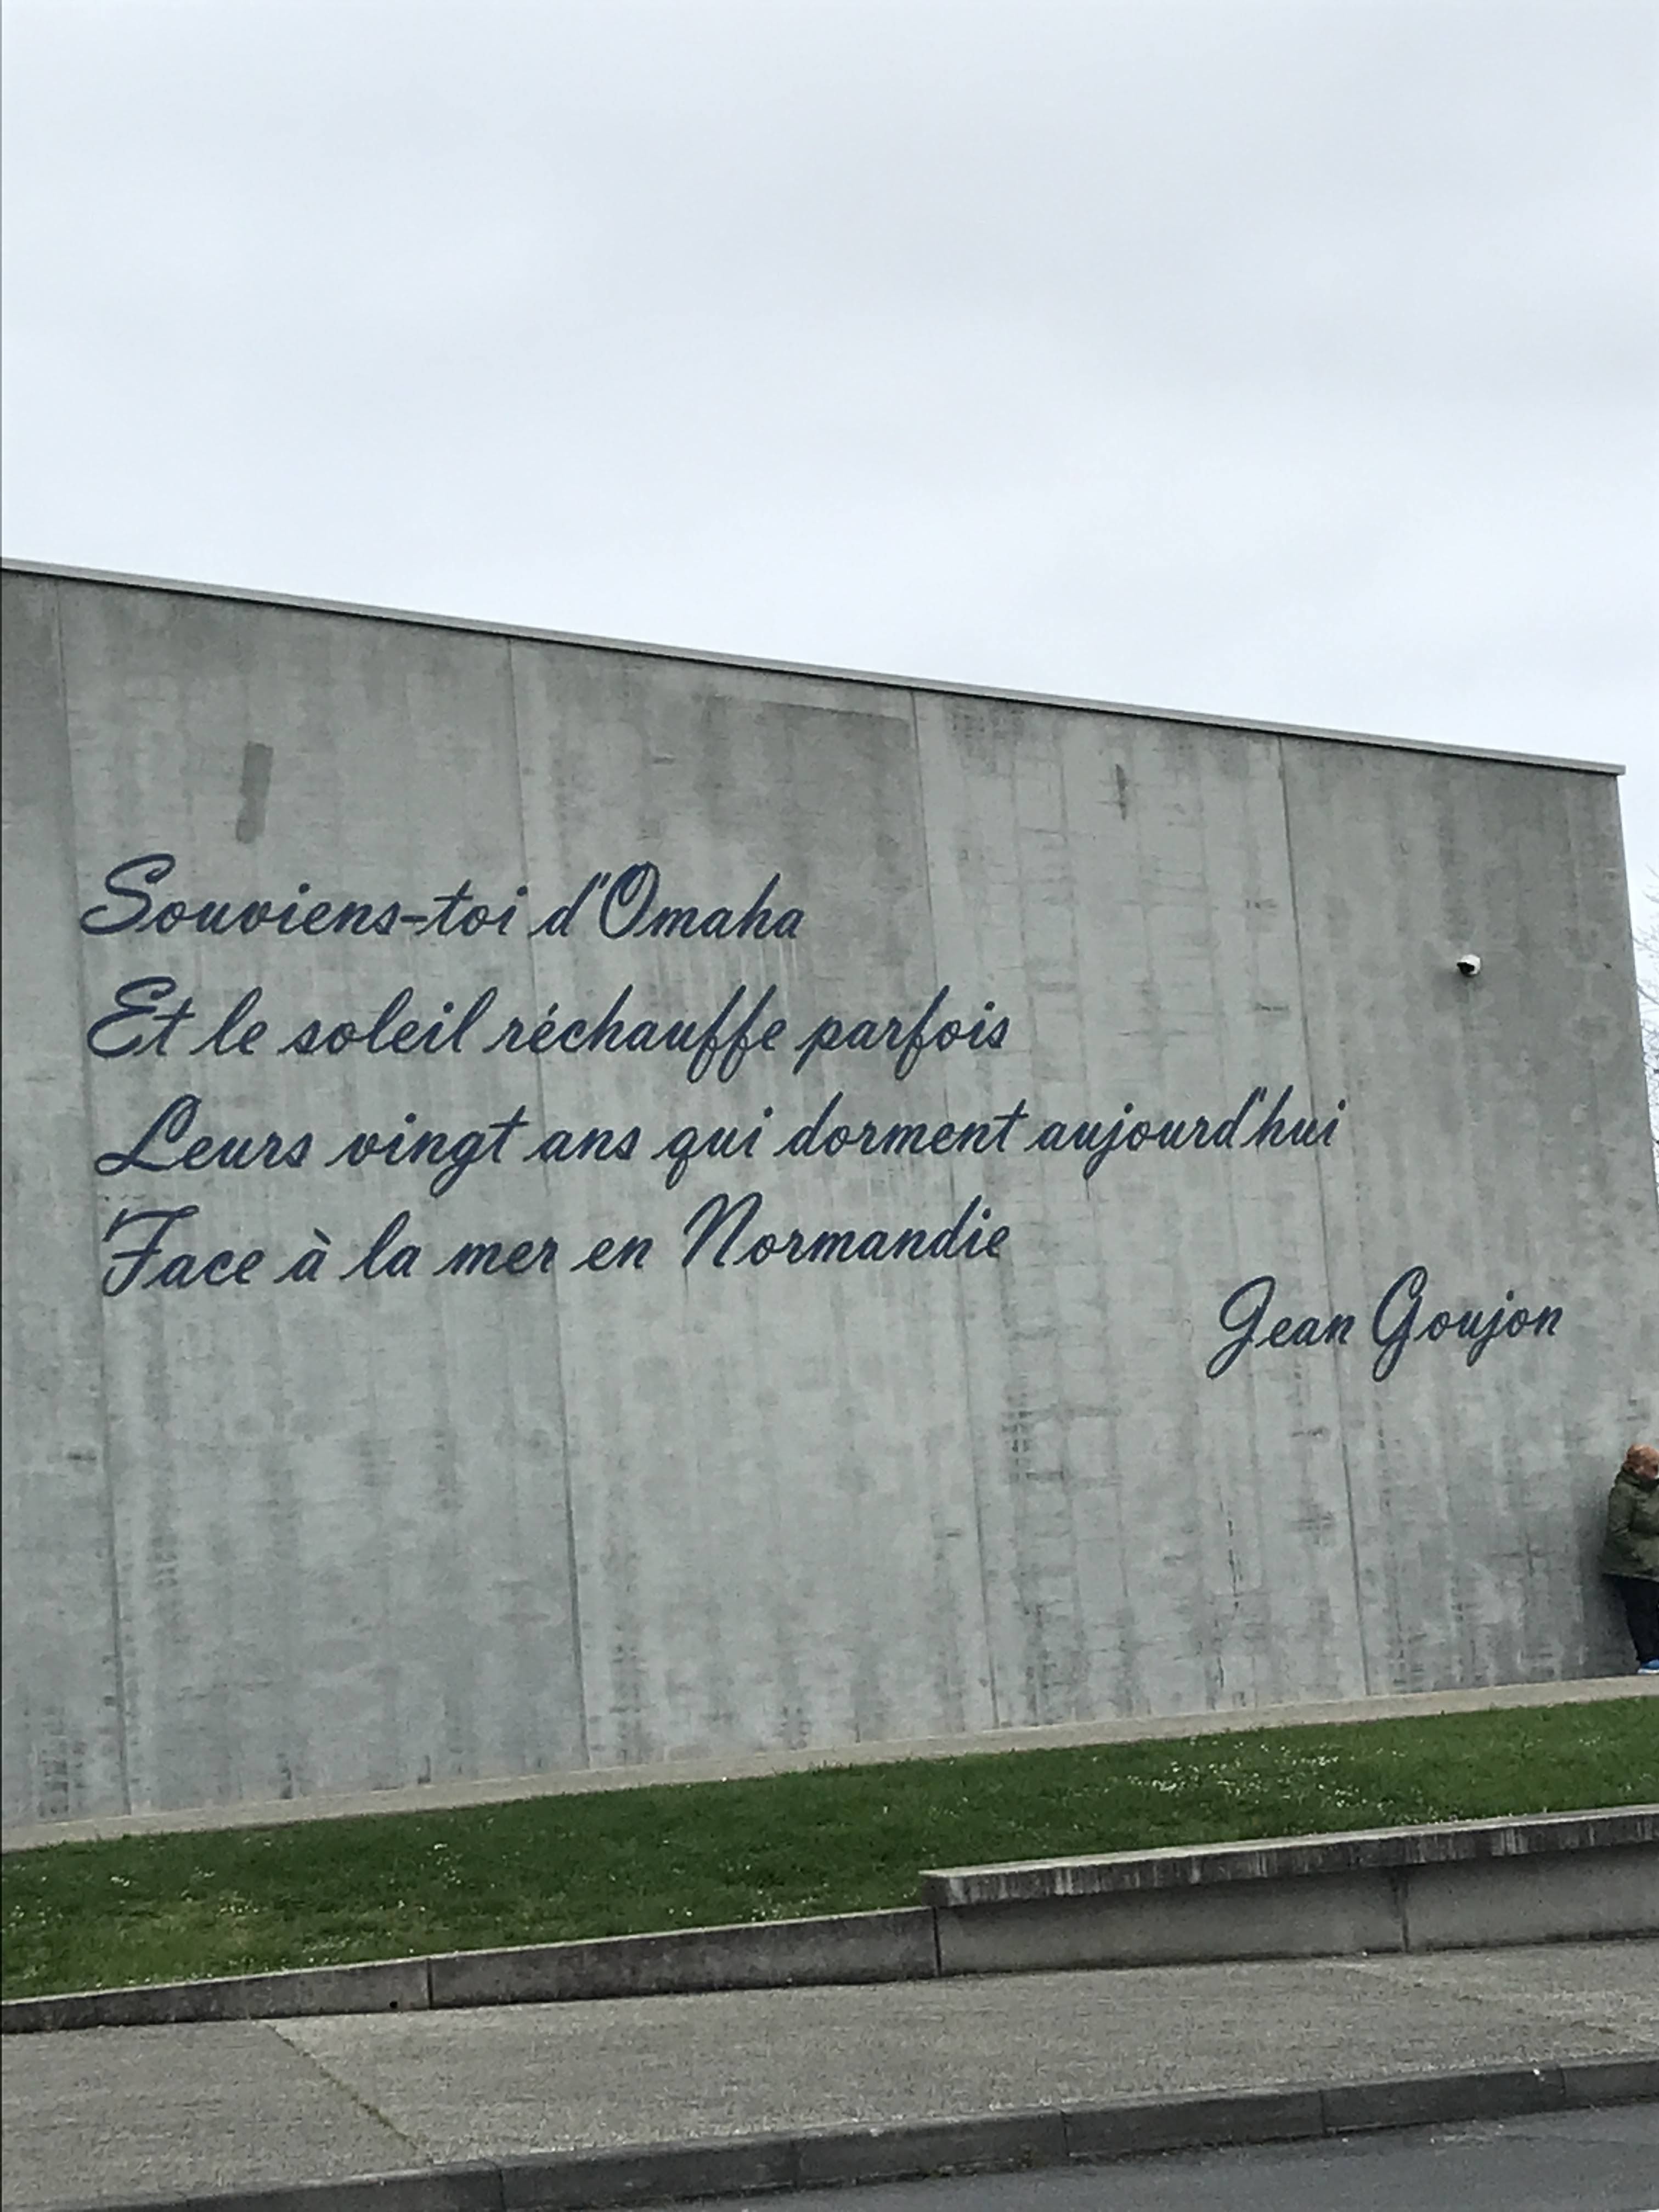 Souviens-toi d'Omaha
Et le soleil réchauffe parfois
Leurs vingt ans qui dorment aujourd'hui
Face à la mer en Normandie
Jean Goujon